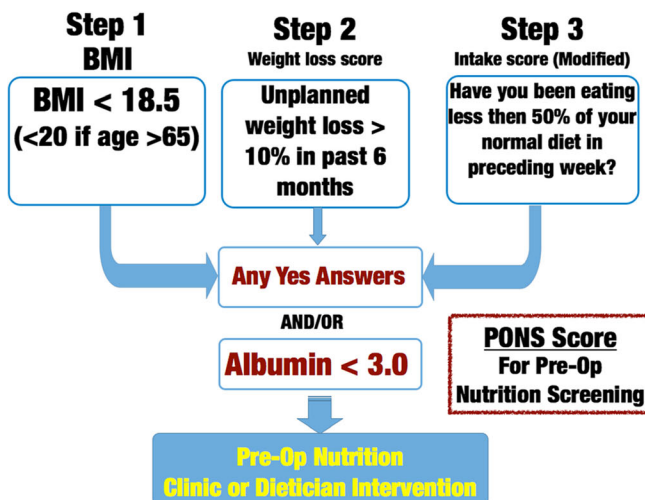 Step 1
BMI
BMI < 18.5
(<20 if age >65)
Step 2
Weight loss score
Unplanned
weight loss >
10% in past 6
months
Step 3
Intake score (Modified)
Have you been eating
less then 50% of your
normal diet in
preceding week?
Any Yes Answers
AND/OR
Albumin < 3.0
PONS Score
For Pre-Op
Nutrition Screening
Pre-Op Nutrition
Clinic or Dietician Intervention